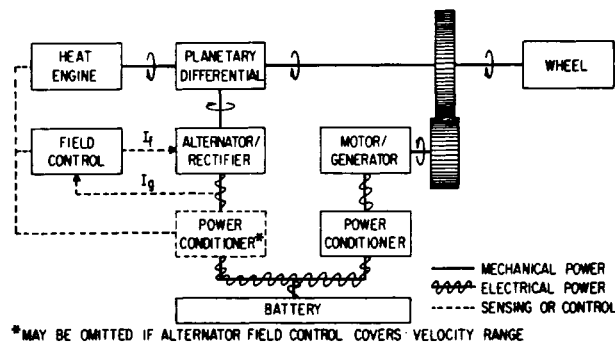 HEAT
ENGINE
PLANETARY
DIFFERENTIAL
WHEEL
FIELD
CONTROL
If
Ig
ALTERNATOR/
RECTIFIER
MOTOR/
GENERATOR
POWER
CONDITIONER*
POWER
CONDITIONER
BATTERY
MECHANICAL POWER
ELECTRICAL POWER
SENSING OR CONTROL
*MAY BE OMITTED IF ALTERNATOR FIELD CONTROL COVERS VELOCITY RANGE